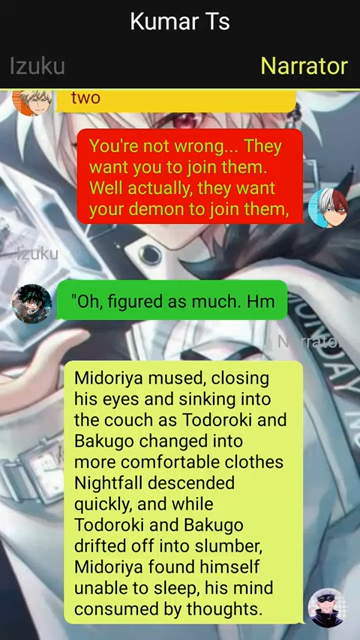 Kumar Ts
Izuku
Narrator
two
You're not wrong... They
want you to join them.
Well actually, they want
your demon to join them,
Izuku
"Oh, figured as much. Hm
Narrator
Midoriya mused, closing
his eyes and sinking into
the couch as Todoroki and
Bakugo changed into
more comfortable clothes
Nightfall descended
quickly, and while
Todoroki and Bakugo
drifted off into slumber,
Midoriya found himself
unable to sleep, his mind
consumed by thoughts.